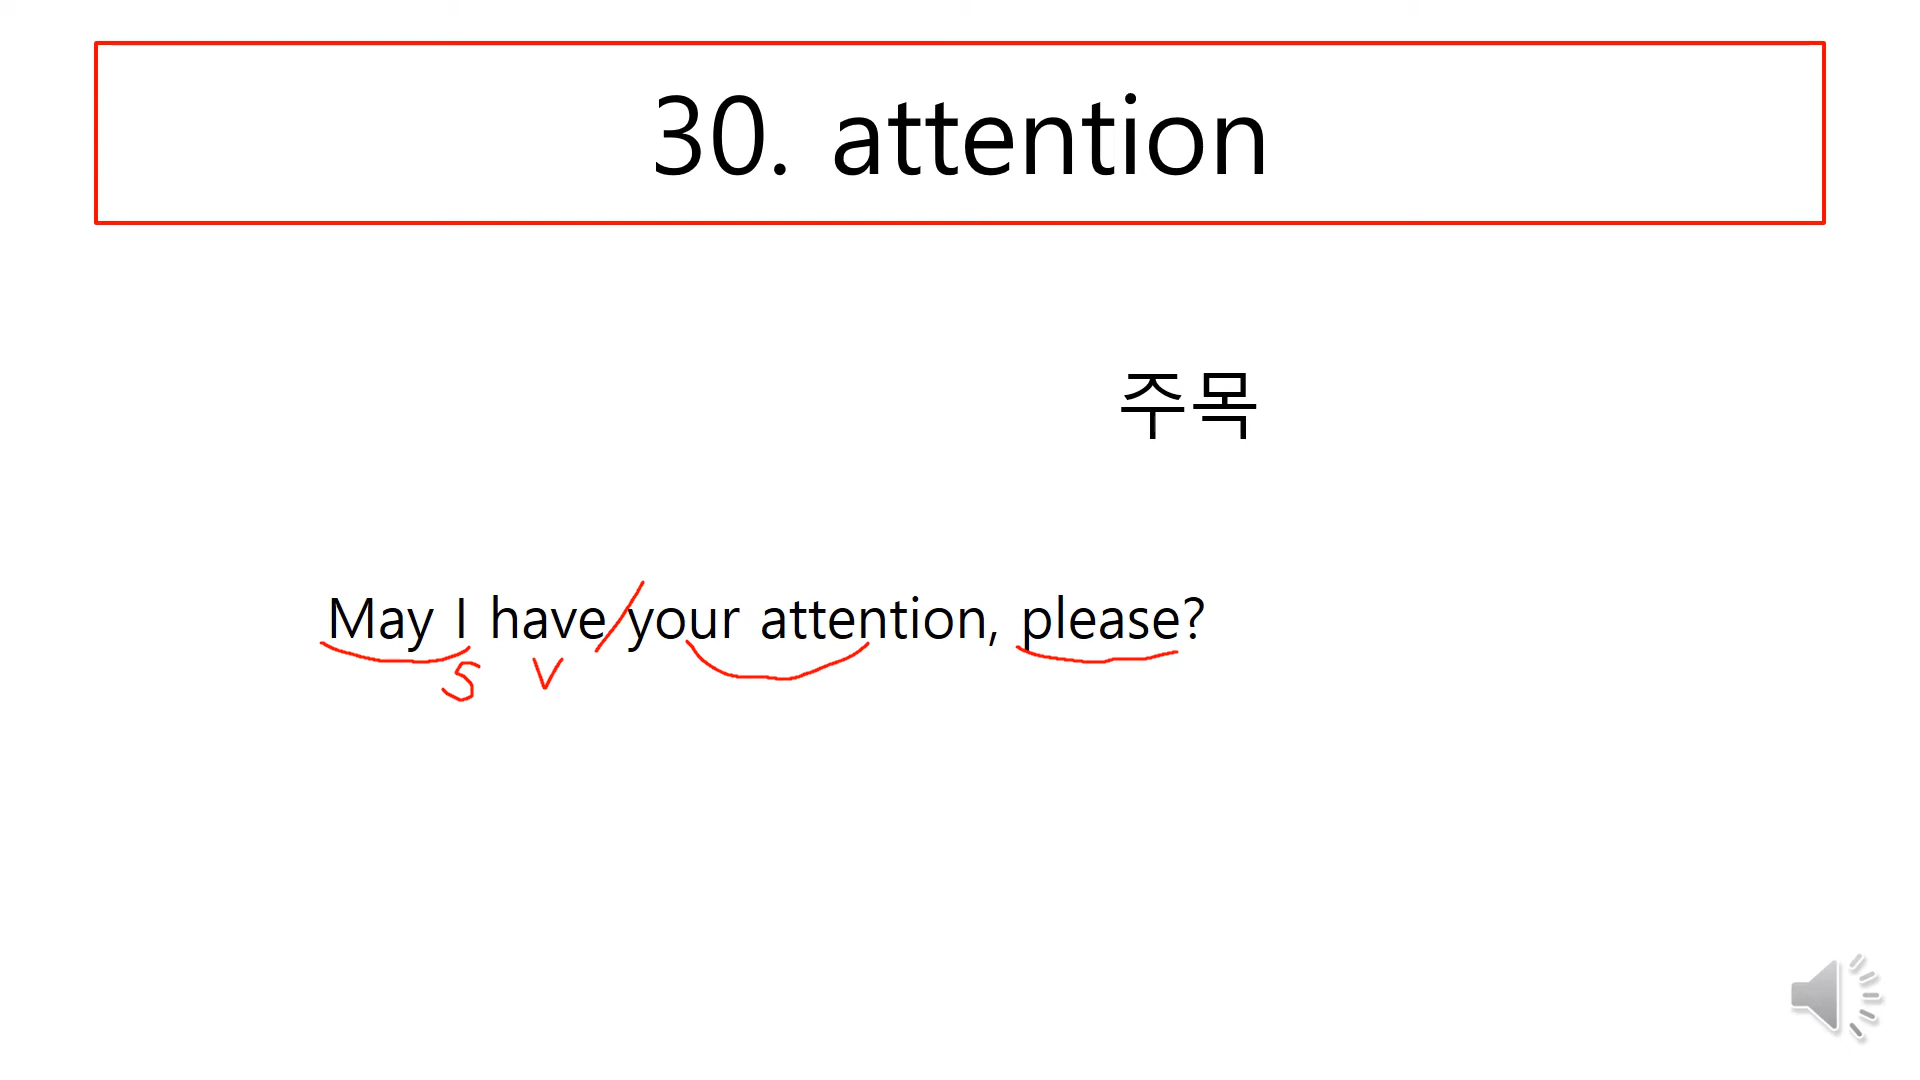 30. attention
주목
May I have / your attention, please?
S V